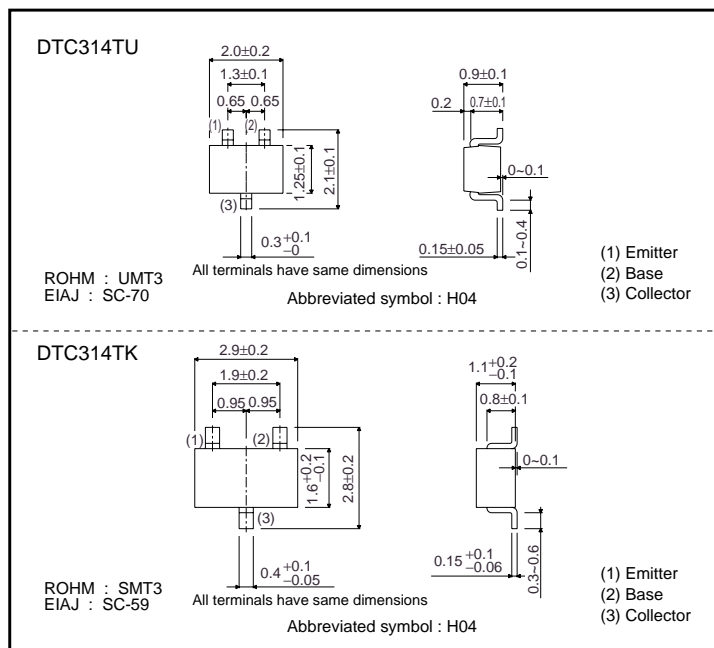 DTC314TU
2.0±0.2
1.3±0.1
0.65 0.65
(1) (2)
(3)
1.25±0.1
2.1±0.1
0.3 +0.1 −0
All terminals have same dimensions
0.9±0.1
0.2 0.7±0.1
0~0.1
0.1~0.4
0.15±0.05
ROHM : UMT3
EIAJ : SC-70
Abbreviated symbol : H04
(1) Emitter
(2) Base
(3) Collector
DTC314TK
2.9±0.2
1.9±0.2
0.95 0.95
(1) (2)
(3)
1.6 +0.2 −0.1
2.8±0.2
0.4 +0.1 −0.05
All terminals have same dimensions
1.1 +0.2 −0.1
0.8±0.1
0~0.1
0.3~0.6
0.15 +0.1 −0.06
ROHM : SMT3
EIAJ : SC-59
Abbreviated symbol : H04
(1) Emitter
(2) Base
(3) Collector